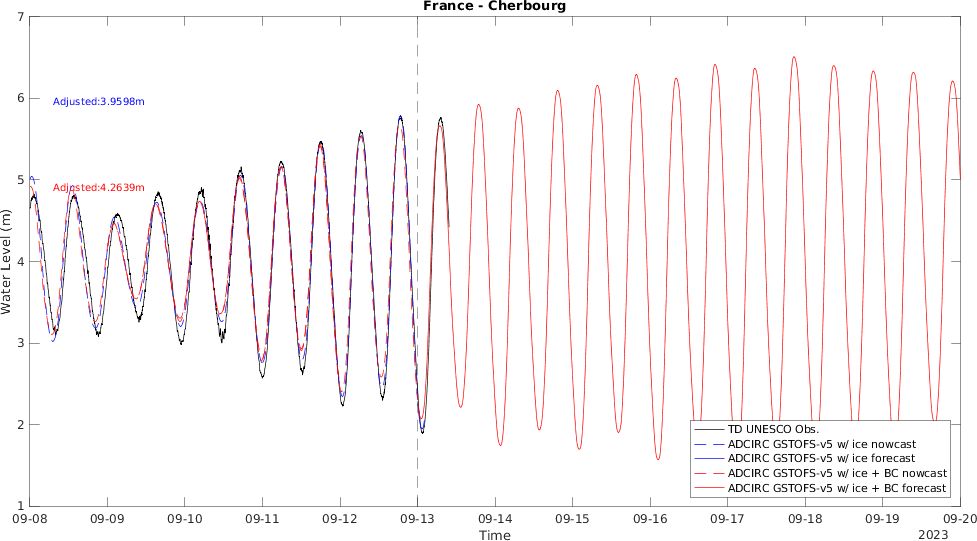 France - Cherbourg
7
6
5
4
3
2
1
Water Level (m)
Adjusted:3.9598m
Adjusted:4.2639m
TD UNESCO Obs.
ADCIRC GSTOFS-v5 w/ ice nowcast
ADCIRC GSTOFS-v5 w/ ice forecast
ADCIRC GSTOFS-v5 w/ ice + BC nowcast
ADCIRC GSTOFS-v5 w/ ice + BC forecast
09-08 09-09 09-10 09-11 09-12 09-13 09-14 09-15 09-16 09-17 09-18 09-19 09-20
Time
2023